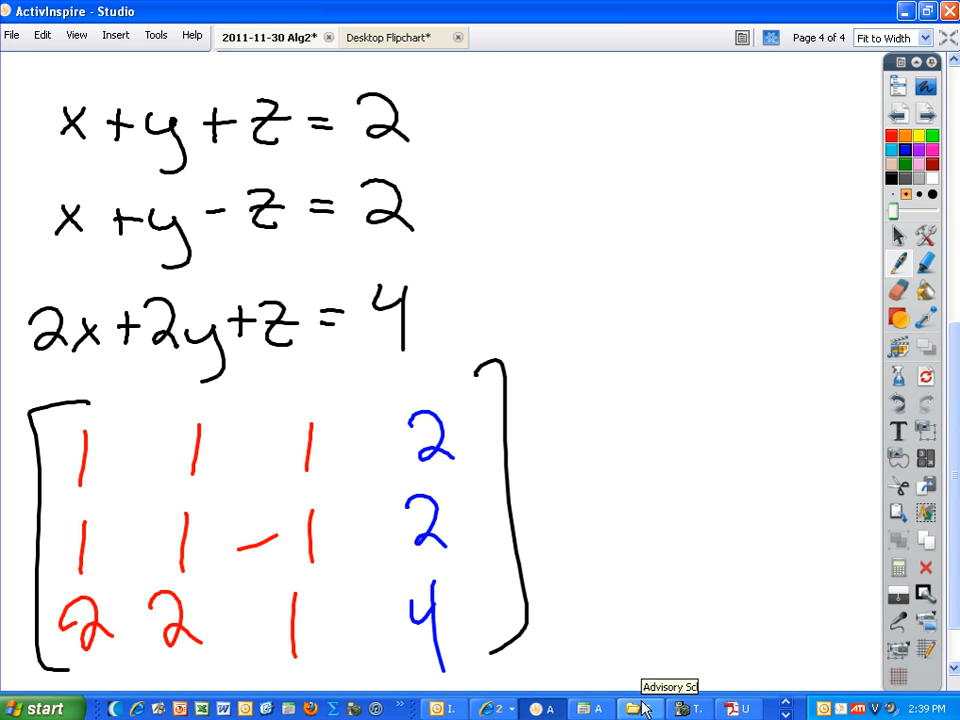 ActivInspire - Studio
File Edit View Insert Tools Help 2011-11-30 Alg2* Desktop Flipchart* Page 4 of 4 Fit to Width
x+y+z=2
x+y-z=2
2x+2y+z=4
1 1 1 2
1 1 -1 2
2 2 1 4
Advisory Scl
start I. 2 A A T. U 2:39 PM